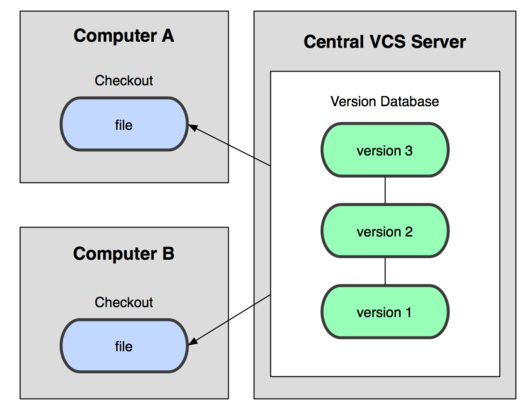 Computer A
Checkout
file
Computer B
Checkout
file
Central VCS Server
Version Database
version 3
version 2
version 1